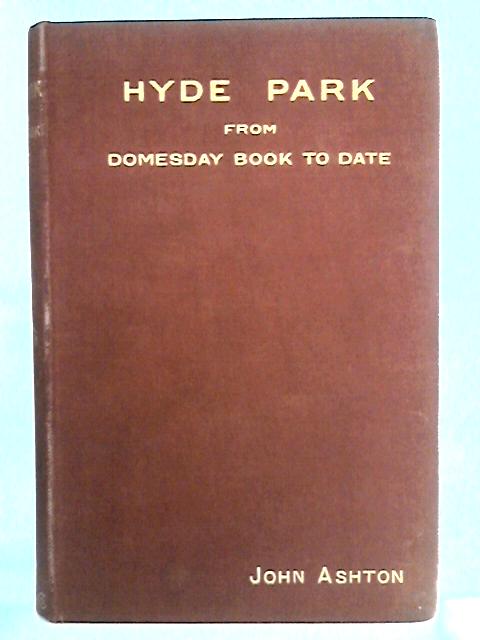 HYDE PARK
FROM
DOMESDAY BOOK TO DATE
JOHN ASHTON